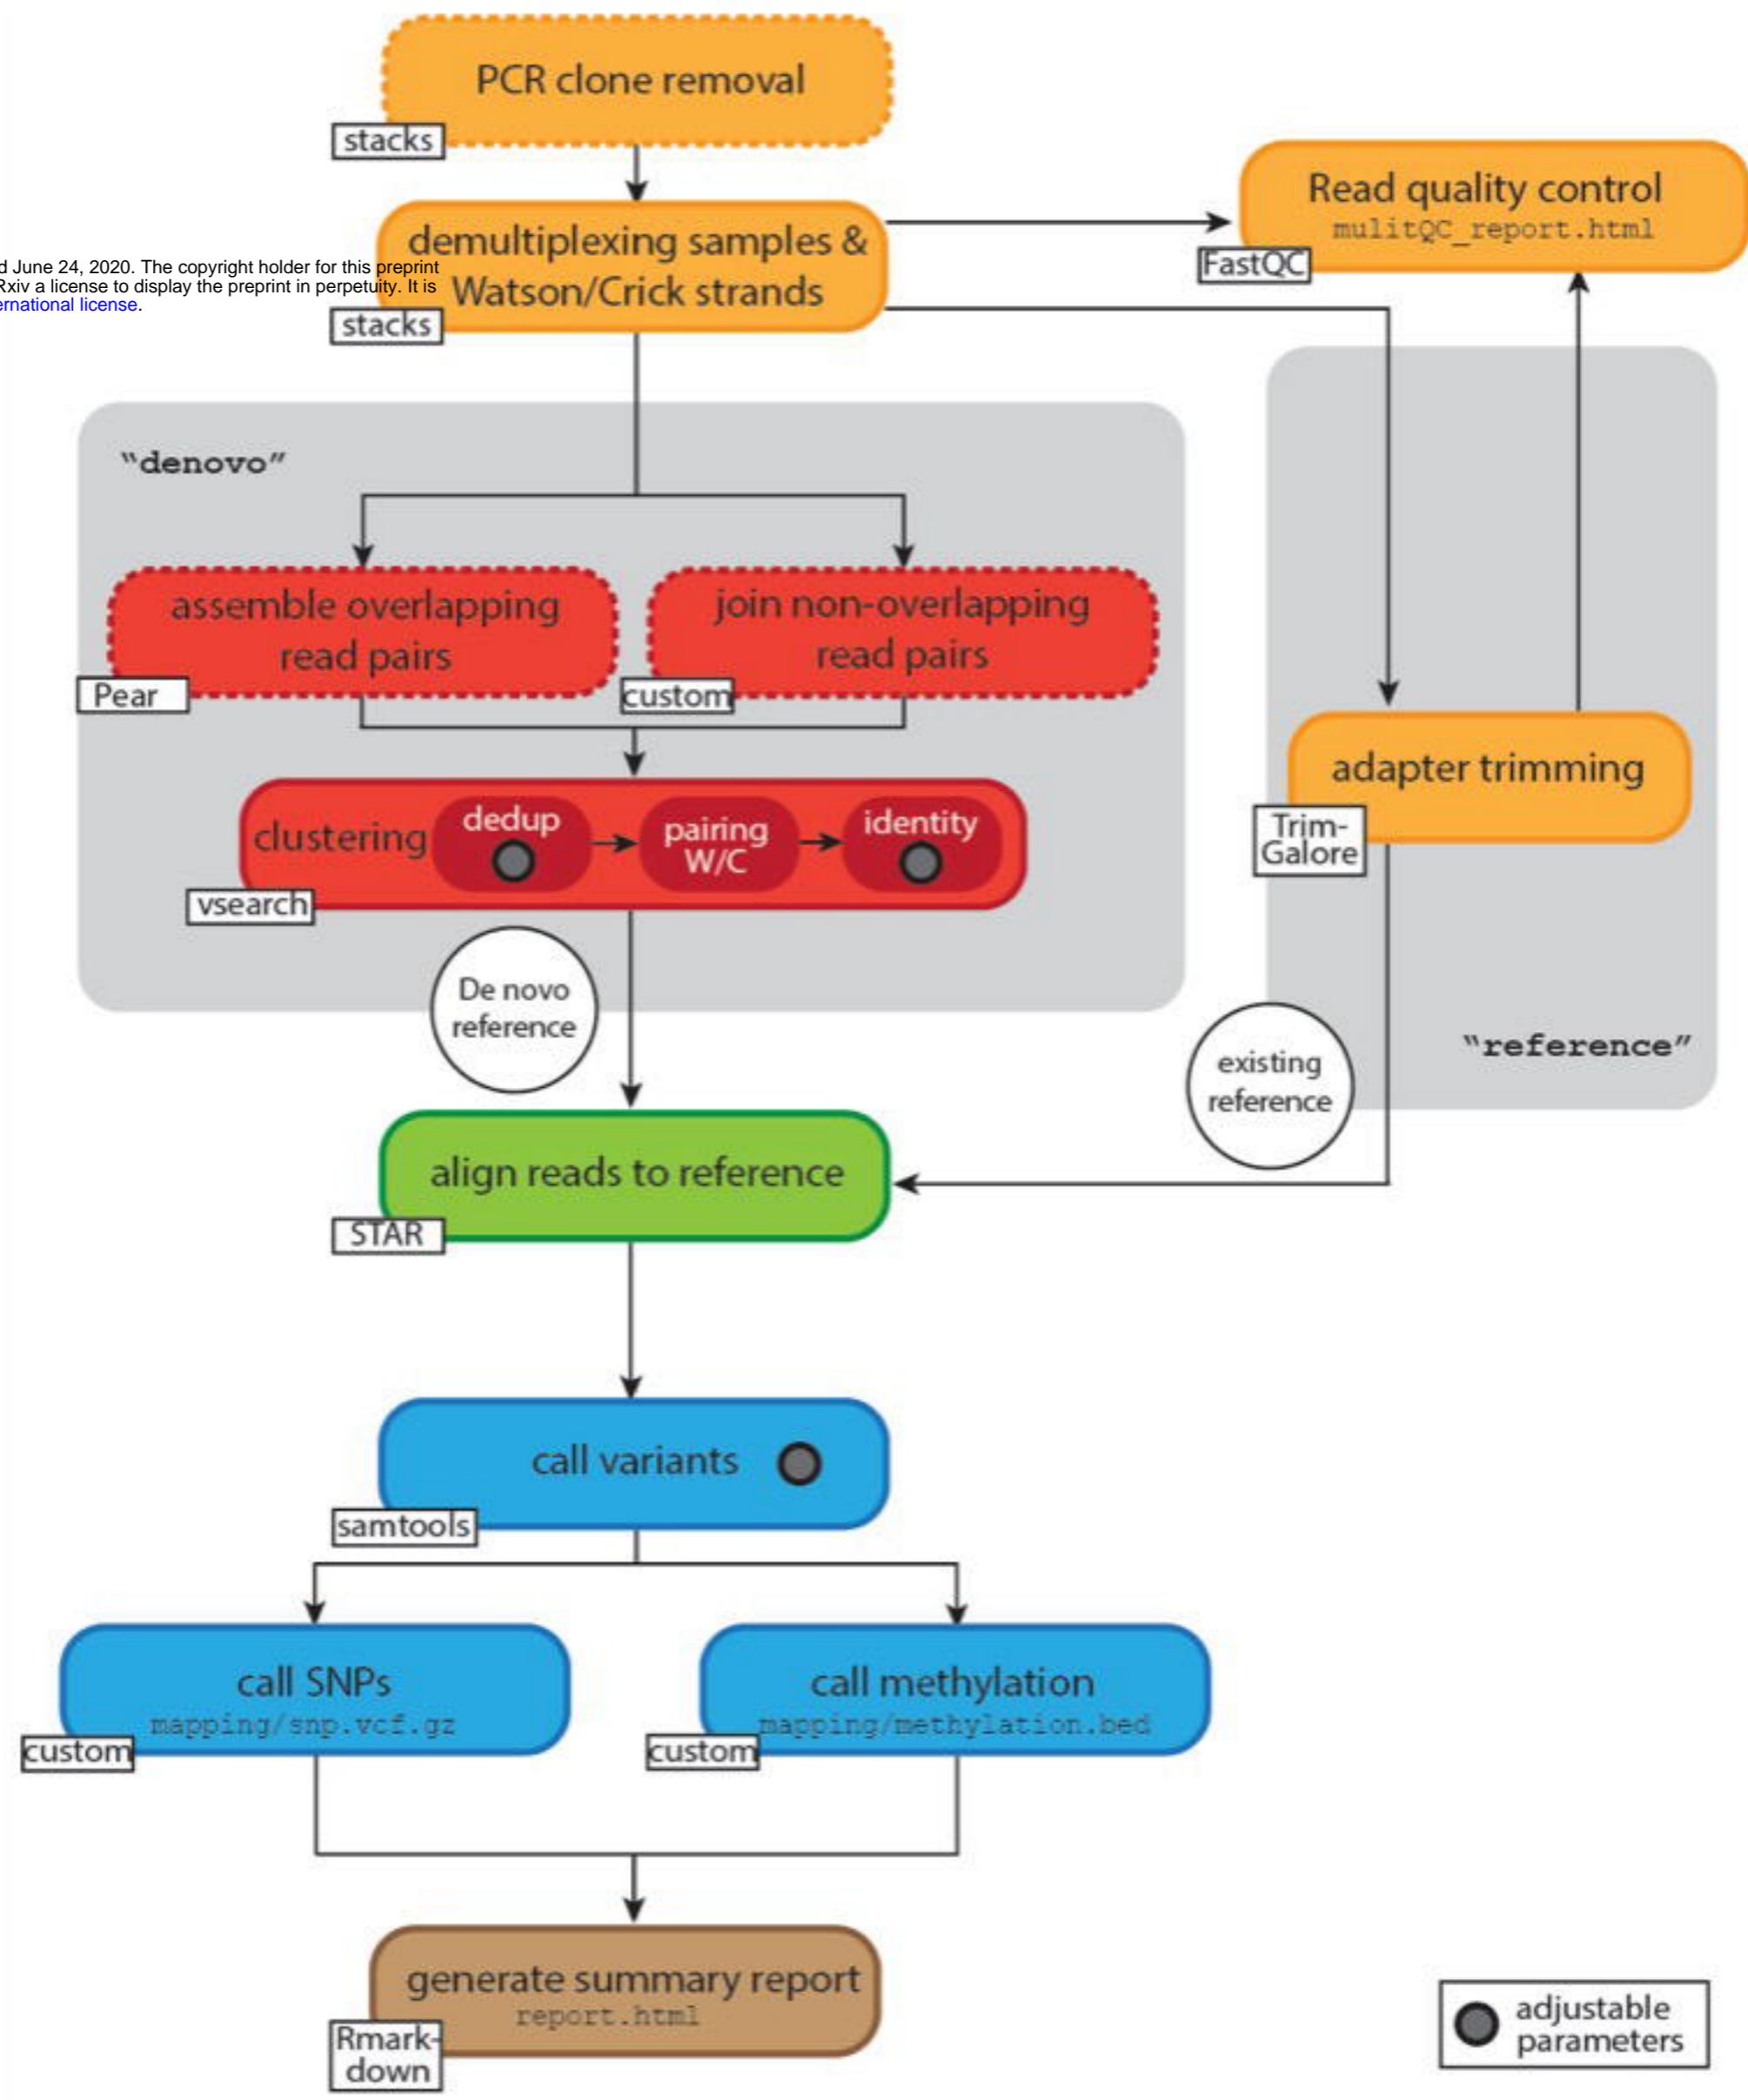 PCR clone removal
stacks
Read quality control
mulitQC_report.html
FastQC
demultiplexing samples &
Watson/Crick strands
stacks
d June 24, 2020. The copyright holder for this preprint
Rxiv a license to display the preprint in perpetuity. It is
ernational license.
"denovo"
assemble overlapping
read pairs
Pear
join non-overlapping
read pairs
custom
adapter trimming
Trim-
Galore
clustering
dedup
pairing
W/C
identity
vsearch
De novo
reference
existing
reference
"reference"
align reads to reference
STAR
call variants
samtools
call SNPs
mapping/snp.vcf.gz
custom
call methylation
mapping/methylation.bed
custom
generate summary report
report.html
Rmark-
down
adjustable
parameters